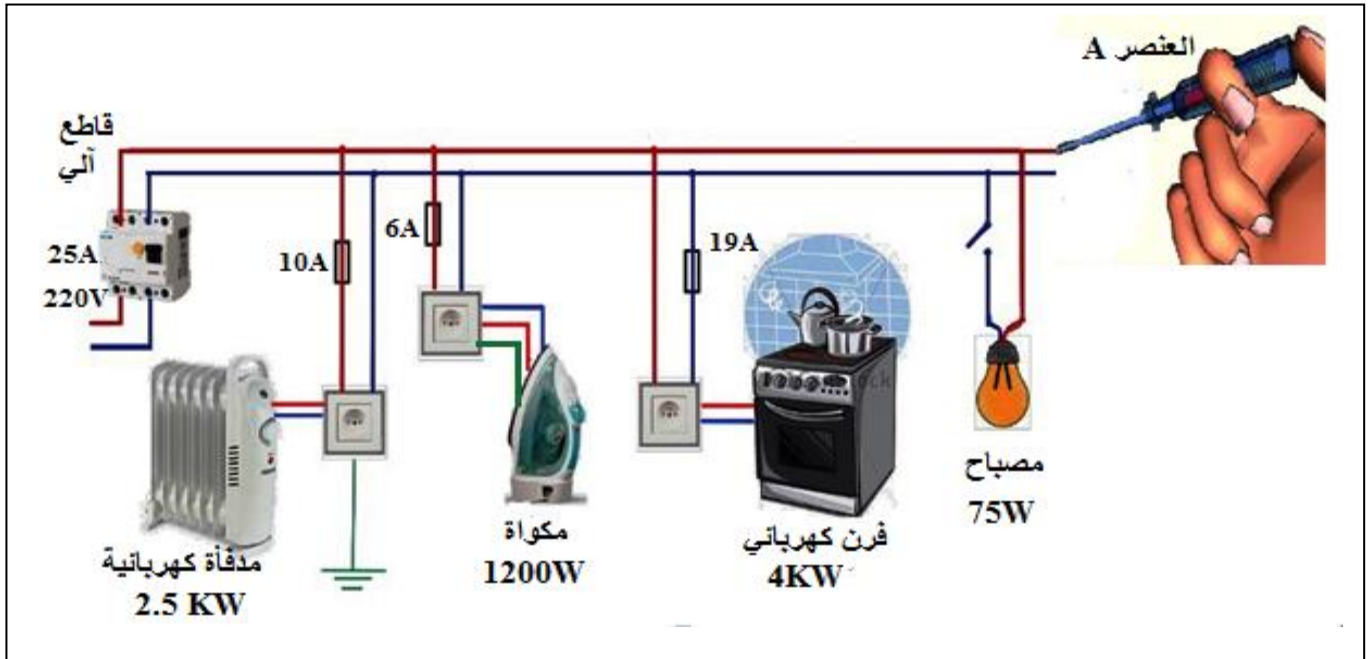 العنصر A
قاطع
آلي
25A
220V
10A
6A
19A
مدفأة كهربائية
2.5 KW
مكواة
1200W
فرن كهرباني
4KW
مصباح
75W